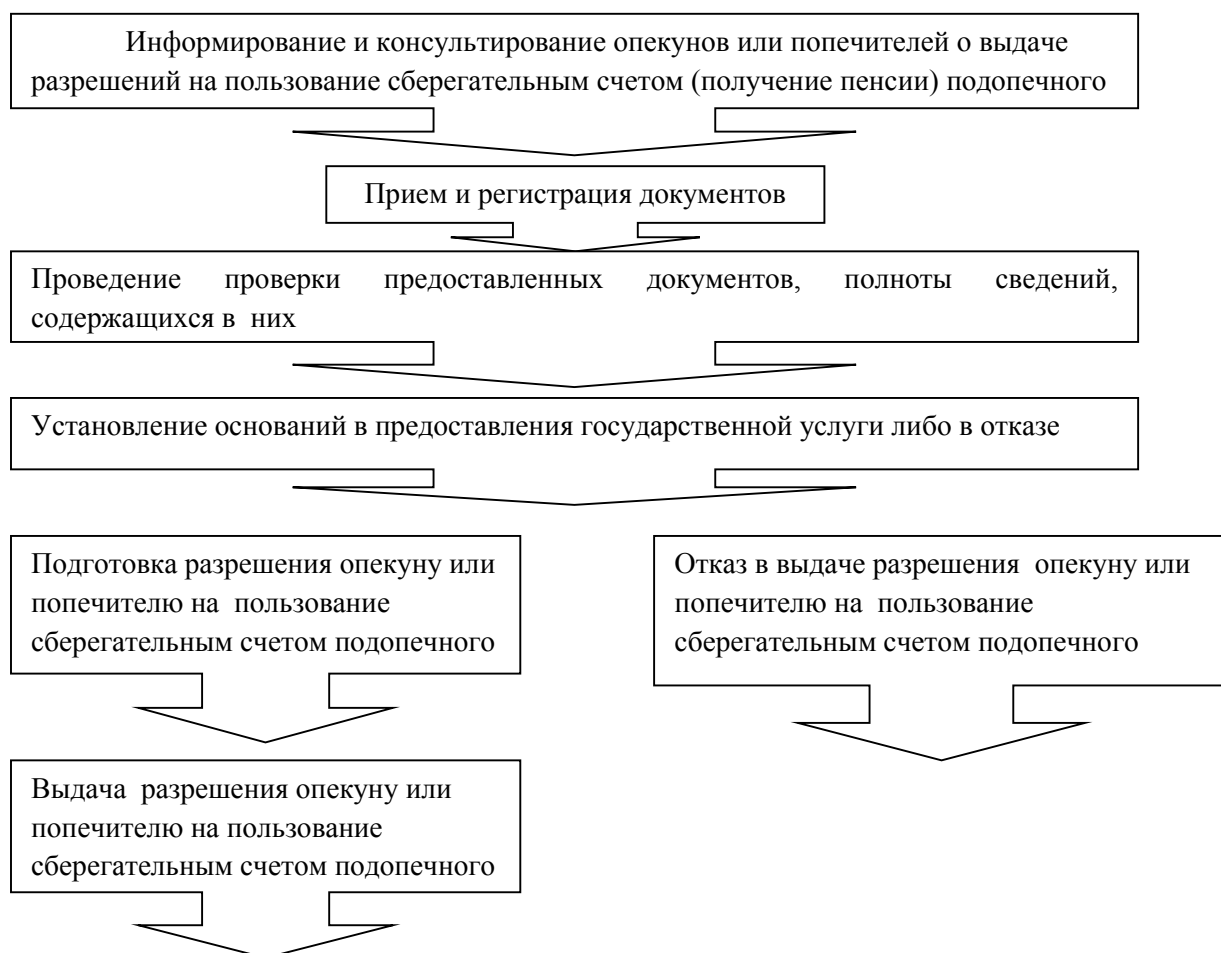 Информирование и консультирование опекунов или попечителей о выдаче
разрешений на пользование сберегательным счетом (получение пенсии) подопечного
Прием и регистрация документов
Проведение проверки предоставленных документов, полноты сведений,
содержащихся в них
Установление оснований в предоставления государственной услуги либо в отказе
Подготовка разрешения опекуну или
попечителю на пользование
сберегательным счетом подопечного
Отказ в выдаче разрешения опекуну или
попечителю на пользование
сберегательным счетом подопечного
Выдача разрешения опекуну или
попечителю на пользование
сберегательным счетом подопечного